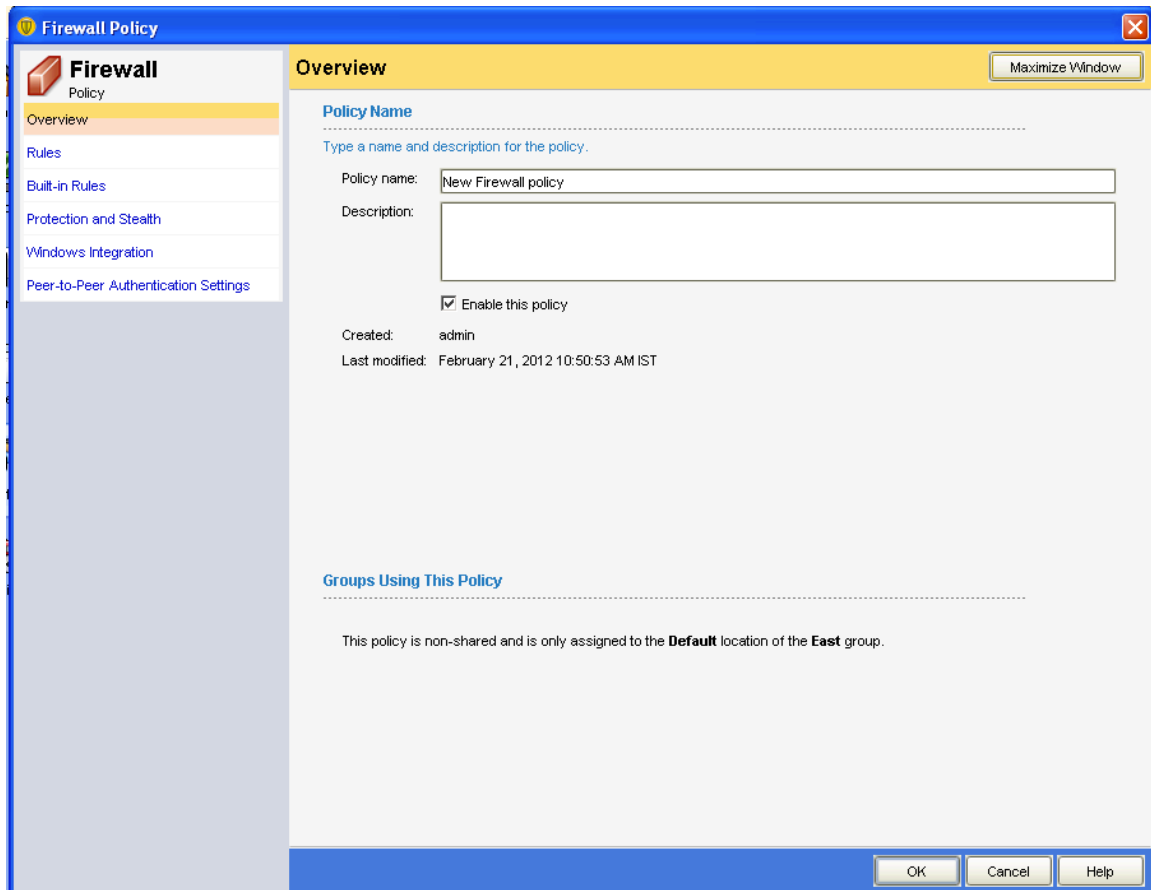 Firewall Policy
Firewall
Policy
Overview
Rules
Built-in Rules
Protection and Stealth
Windows Integration
Peer-to-Peer Authentication Settings
Overview
Maximize Window
Policy Name
Type a name and description for the policy.
Policy name: New Firewall policy
Description:
Enable this policy
Created: admin
Last modified: February 21, 2012 10:50:53 AM IST
Groups Using This Policy
This policy is non-shared and is only assigned to the Default location of the East group.
OK Cancel Help